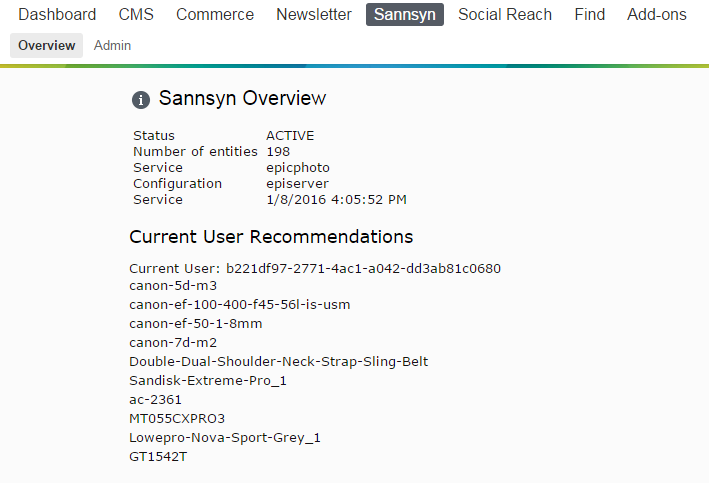 Dashboard CMS Commerce Newsletter Sannsyn Social Reach Find Add-ons
Overview Admin
Sannsyn Overview
Status ACTIVE
Number of entities 198
Service epicphoto
Configuration episerver
Service 1/8/2016 4:05:52 PM
Current User Recommendations
Current User: b221df97-2771-4ac1-a042-dd3ab81c0680
canon-5d-m3
canon-ef-100-400-f45-56l-is-usm
canon-ef-50-1-8mm
canon-7d-m2
Double-Dual-Shoulder-Neck-Strap-Sling-Belt
Sandisk-Extreme-Pro_1
ac-2361
MT055CXPRO3
Lowepro-Nova-Sport-Grey_1
GT1542T